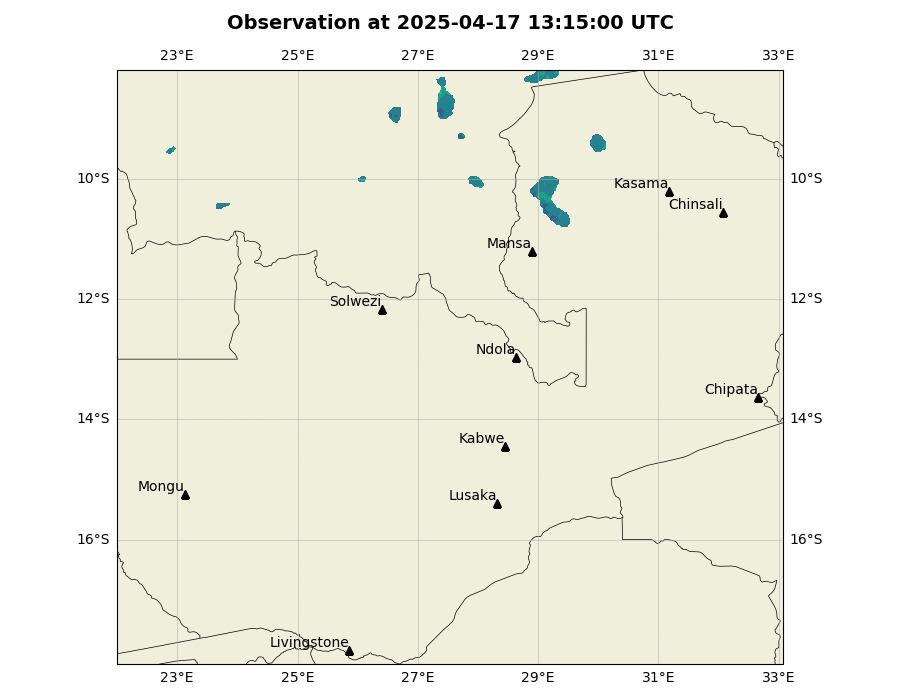 Observation at 2025-04-17 13:15:00 UTC
23°E 25°E 27°E 29°E 31°E 33°E
10°S 10°S
Kasama
Chinsali
Mansa
12°S 12°S
Solwezi
Ndola
Chipata
14°S 14°S
Kabwe
Mongu
Lusaka
16°S 16°S
Livingstone
23°E 25°E 27°E 29°E 31°E 33°E